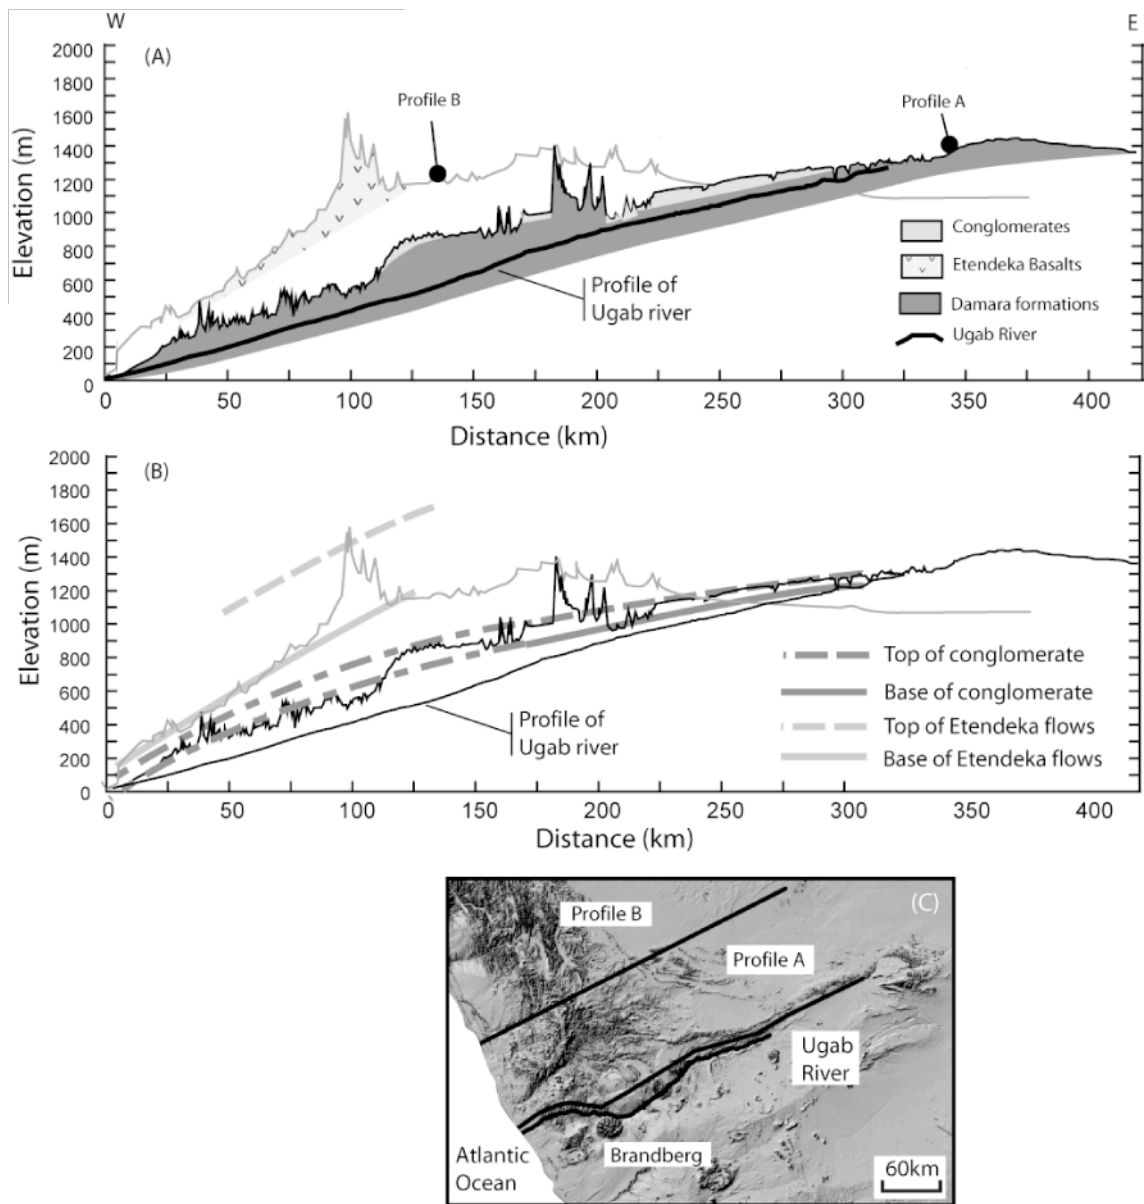 W E
(A)
2000
1800
1600
1400
1200
1000
800
600
400
200
0
Elevation (m)
Profile B
Profile A
Conglomerates
Etendeka Basalts
Damara formations
Ugab River
Profile of
Ugab river
0 50 100 150 200 250 300 350 400
Distance (km)
(B)
2000
1800
1600
1400
1200
1000
800
600
400
200
0
Elevation (m)
Top of conglomerate
Base of conglomerate
Top of Etendeka flows
Base of Etendeka flows
Profile of
Ugab river
0 50 100 150 200 250 300 350 400
Distance (km)
(C)
Profile B
Profile A
Ugab
River
Brandberg
Atlantic
Ocean
60km